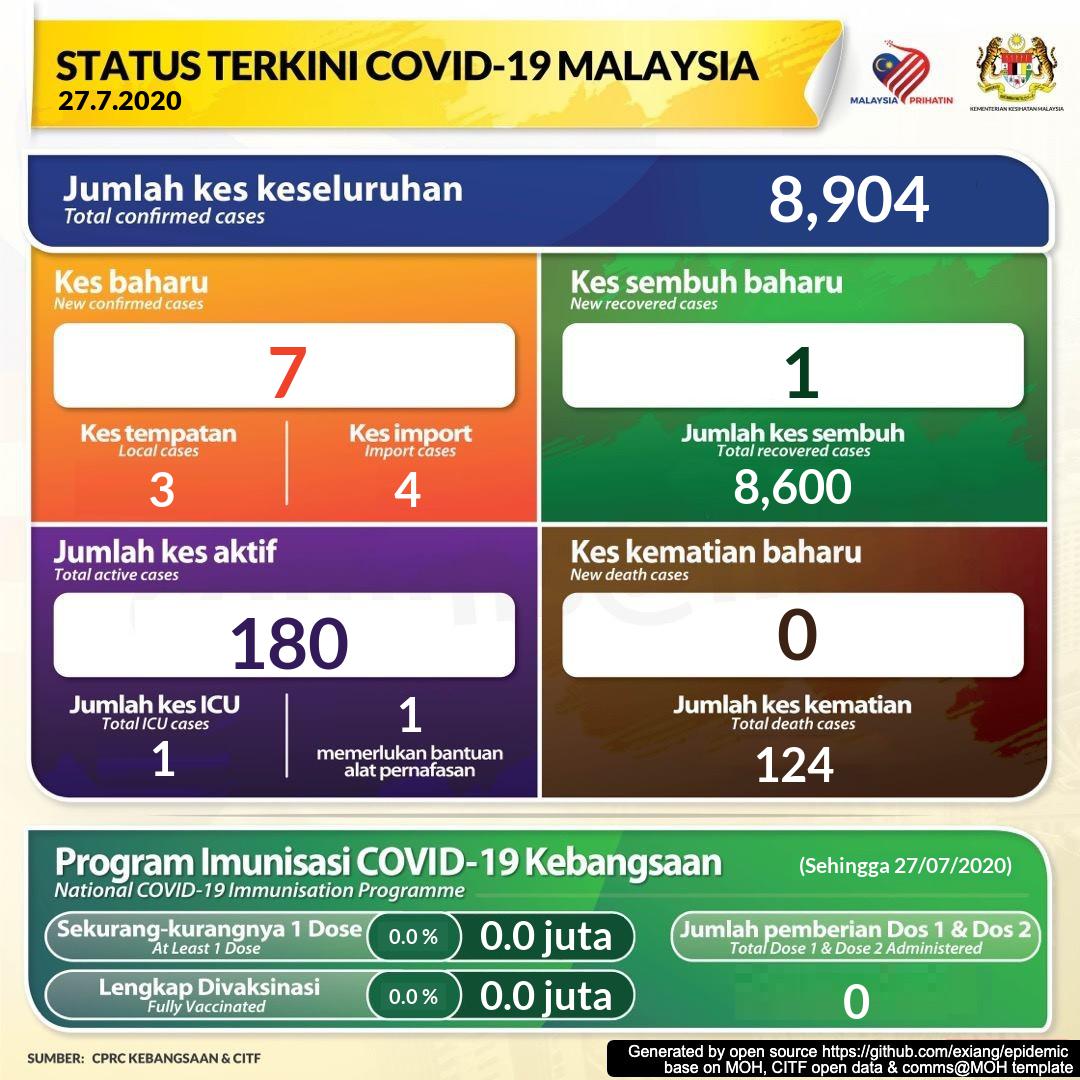 STATUS TERKINI COVID-19 MALAYSIA
27.7.2020
MALAYSIA PRIHATIN
KEMENTERIAN KESIHATAN MALAYSIA
Jumlah kes keseluruhan
Total confirmed cases
8,904
Kes baharu
New confirmed cases
7
Kes tempatan
Local cases
3
Kes import
Import cases
4
Kes sembuh baharu
New recovered cases
1
Jumlah kes sembuh
Total recovered cases
8,600
Jumlah kes aktif
Total active cases
180
Jumlah kes ICU
Total ICU cases
1
1
memerlukan bantuan
alat pernafasan
Kes kematian baharu
New death cases
0
Jumlah kes kematian
Total death cases
124
Program Imunisasi COVID-19 Kebangsaan
(Sehingga 27/07/2020)
National COVID-19 Immunisation Programme
Sekurang-kurangnya 1 Dose
At Least 1 Dose
0.0 %
0.0 juta
Lengkap Divaksinasi
Fully Vaccinated
0.0 %
0.0 juta
Jumlah pemberian Dos 1 & Dos 2
Total Dose 1 & Dose 2 Administered
0
SUMBER: CPRC KEBANGSAAN & CITF
Generated by open source https://github.com/exiang/epidemic
base on MOH, CITF open data & comms@MOH template